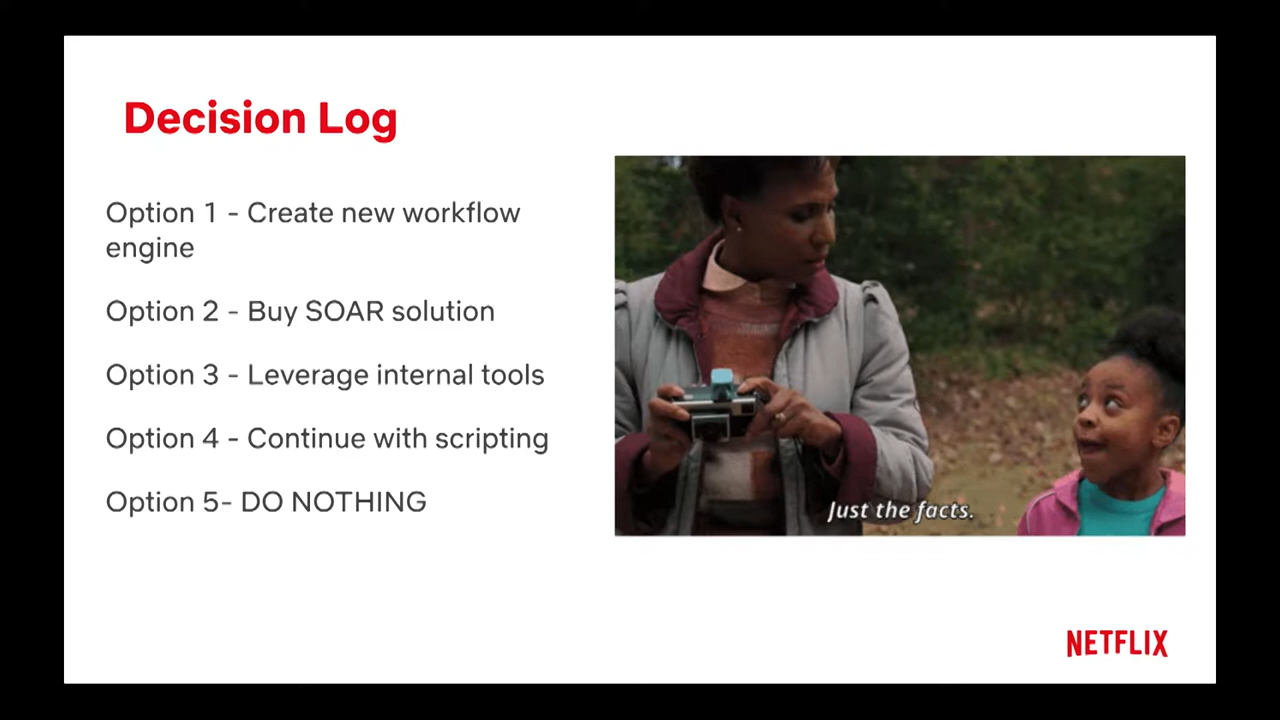 Decision Log
Option 1 - Create new workflow
engine
Option 2 - Buy SOAR solution
Option 3 - Leverage internal tools
Option 4 - Continue with scripting
Option 5- DO NOTHING
Just the facts.
NETFLIX